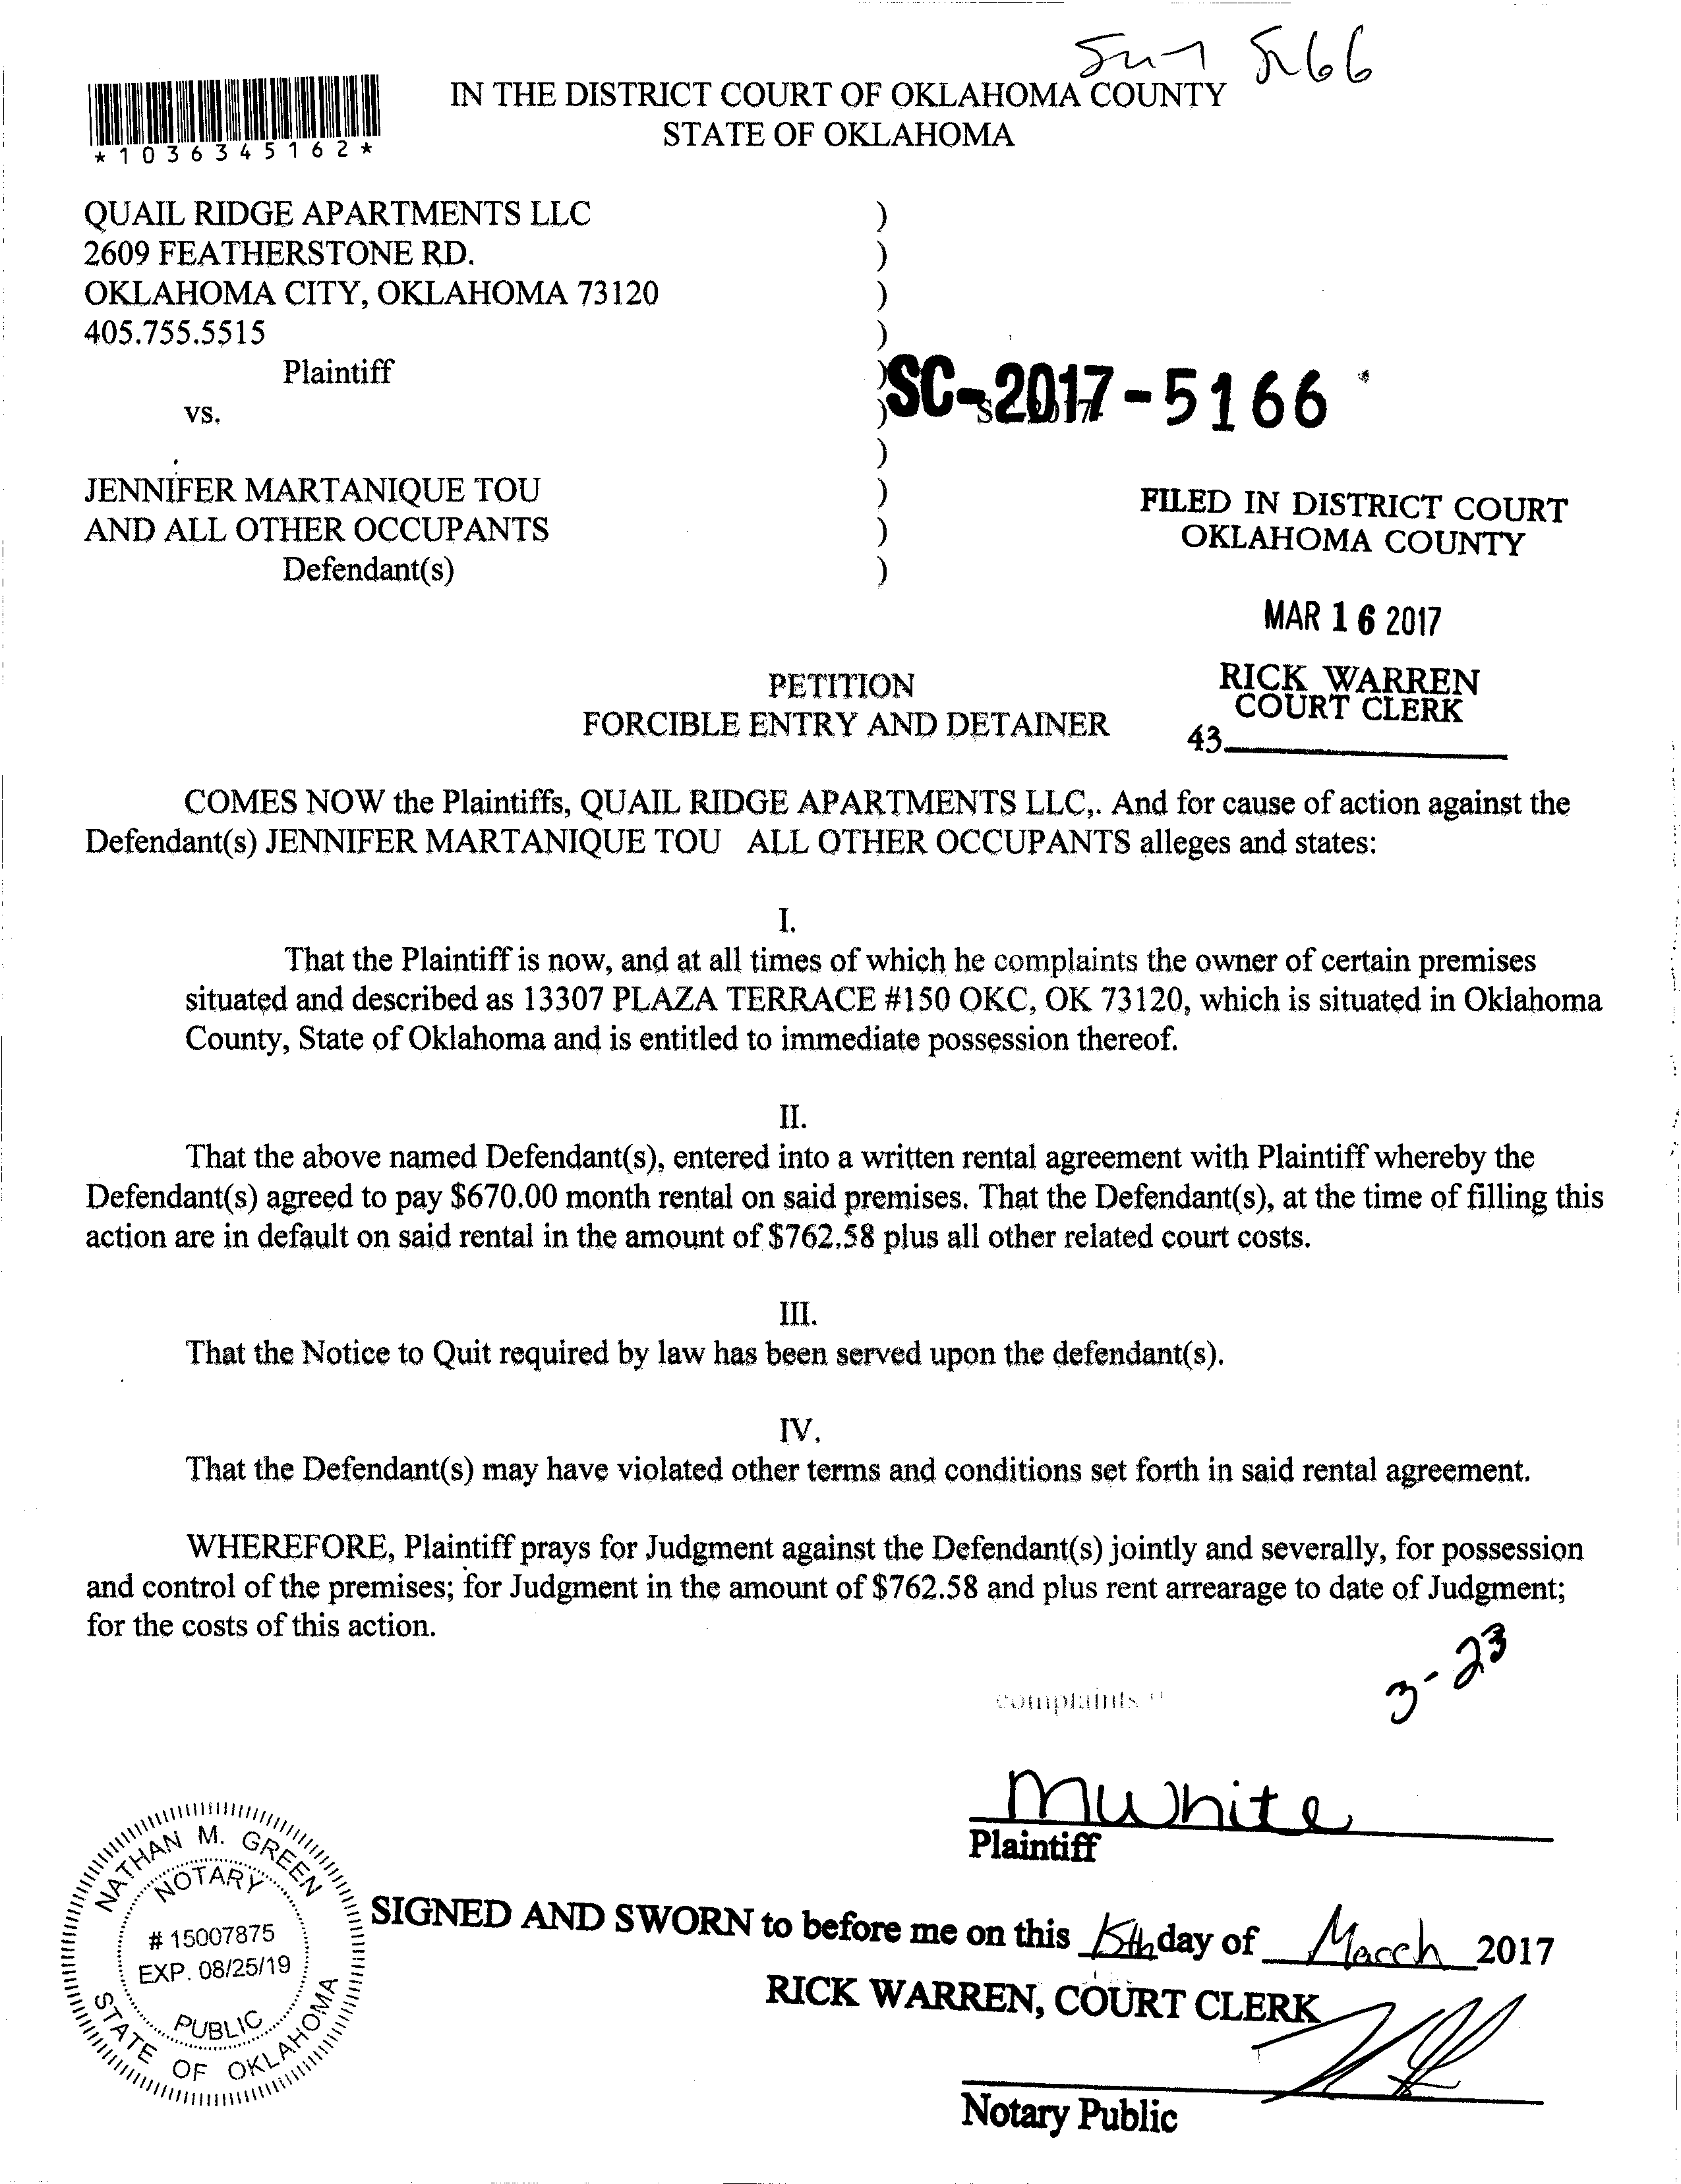 5166
IN THE DISTRICT COURT OF OKLAHOMA COUNTY
STATE OF OKLAHOMA
*1036345162*
QUAIL RIDGE APARTMENTS LLC )
2609 FEATHERSTONE RD. )
OKLAHOMA CITY, OKLAHOMA 73120 )
405.755.5515 )
Plaintiff )
SC-2017-5166
vs. )
)
JENNIFER MARTANIQUE TOU )
AND ALL OTHER OCCUPANTS )
Defendant(s) )
FILED IN DISTRICT COURT
OKLAHOMA COUNTY
MAR 16 2017
RICK WARREN
COURT CLERK
43
PETITION
FORCIBLE ENTRY AND DETAINER
COMES NOW the Plaintiffs, QUAIL RIDGE APARTMENTS LLC,. And for cause of action against the
Defendant(s) JENNIFER MARTANIQUE TOU ALL OTHER OCCUPANTS alleges and states:
I.
That the Plaintiff is now, and at all times of which he complaints the owner of certain premises
situated and described as 13307 PLAZA TERRACE #150 OKC, OK 73120, which is situated in Oklahoma
County, State of Oklahoma and is entitled to immediate possession thereof.
II.
That the above named Defendant(s), entered into a written rental agreement with Plaintiff whereby the
Defendant(s) agreed to pay $670.00 month rental on said premises. That the Defendant(s), at the time of filling this
action are in default on said rental in the amount of $762.58 plus all other related court costs.
III.
That the Notice to Quit required by law has been served upon the defendant(s).
IV.
That the Defendant(s) may have violated other terms and conditions set forth in said rental agreement.
WHEREFORE, Plaintiff prays for Judgment against the Defendant(s) jointly and severally, for possession
and control of the premises; for Judgment in the amount of $762.58 and plus rent arrearage to date of Judgment;
for the costs of this action.
3-23
complaints
MWhite
Plaintiff
NATHAN M. GREEN
NOTARY
# 15007875
EXP. 08/25/19
PUBLIC
STATE OF OKLAHOMA
SIGNED AND SWORN to before me on this 15th day of March 2017
RICK WARREN, COURT CLERK
Notary Public